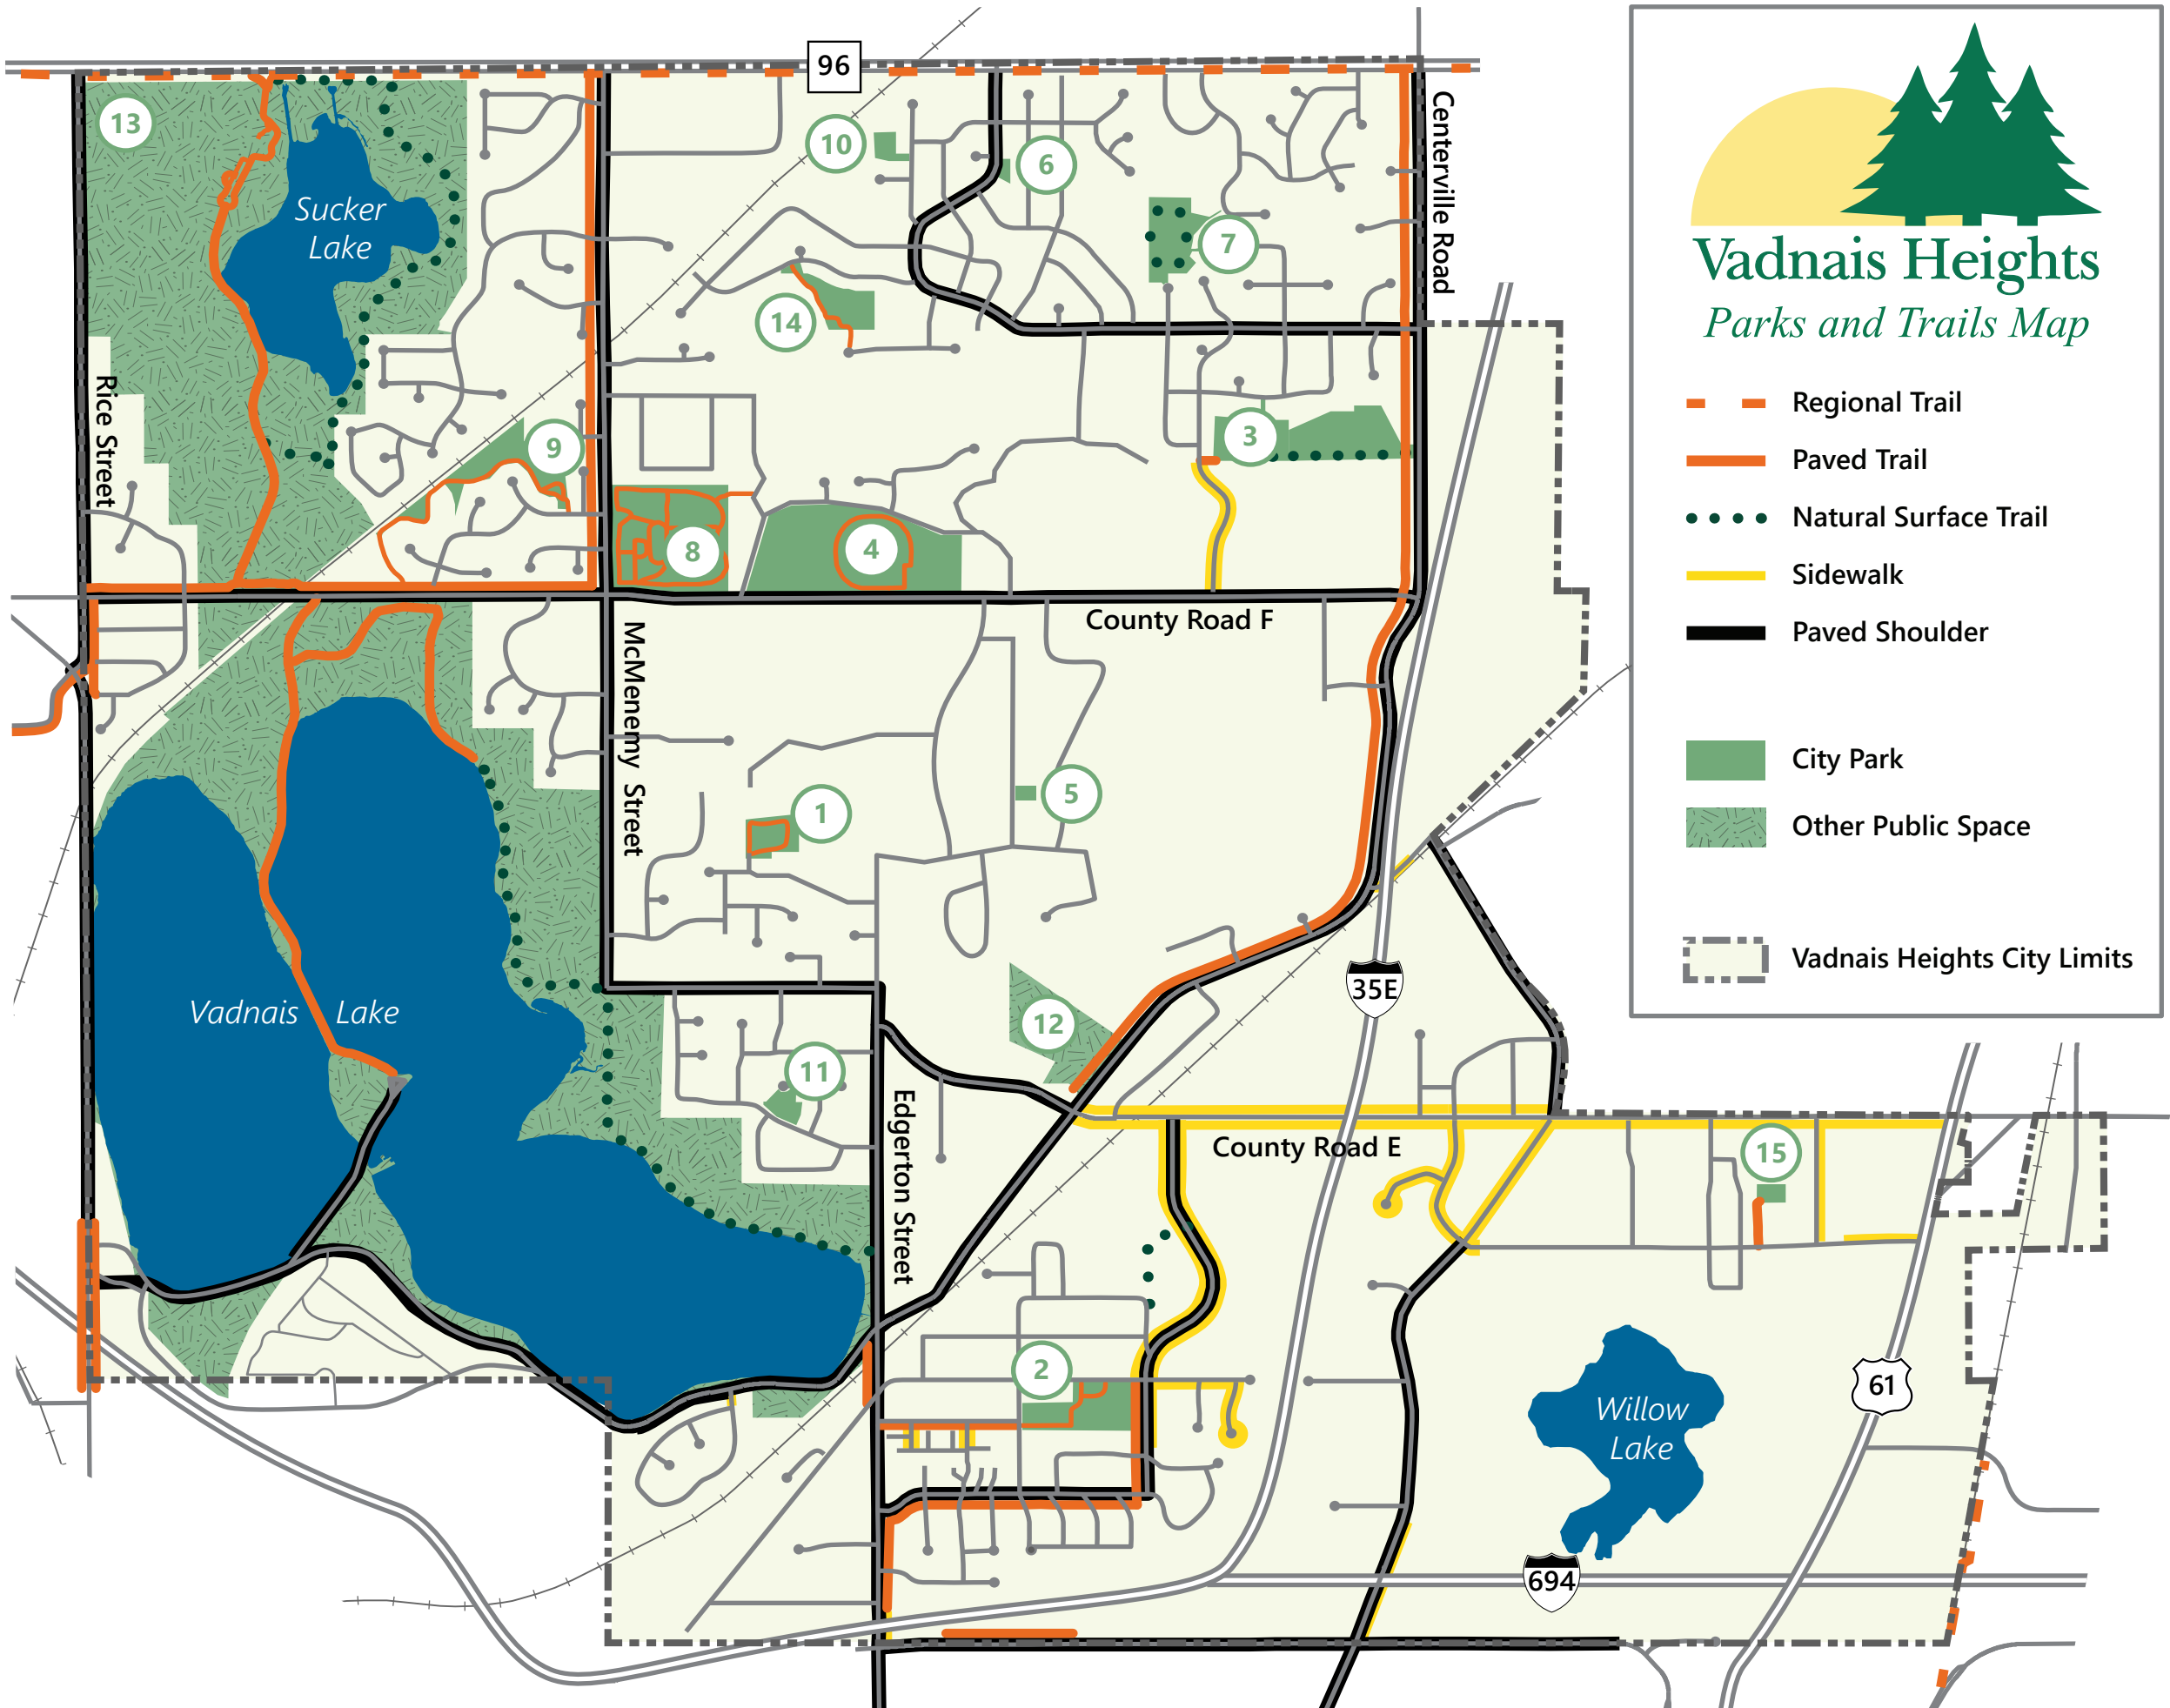 96
13
10
6
Centerville Road
Sucker
Lake
7
14
Rice Street
9
3
8
4
County Road F
McMenemy Street
1
5
35E
Vadnais Lake
12
11
Edgerton Street
County Road E
15
2
61
Willow
Lake
694
Vadnais Heights
Parks and Trails Map
Regional Trail
Paved Trail
Natural Surface Trail
Sidewalk
Paved Shoulder
City Park
Other Public Space
Vadnais Heights City Limits